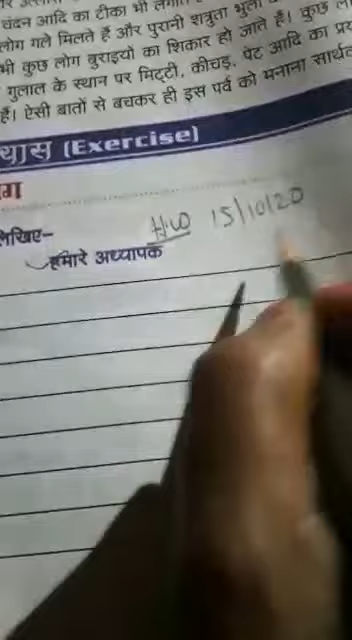 चंदन आदि का टीका भी
लोग गले मिलते हैं और पुरानी शत्रुता भुला
भी कुछ लोग बुराइयों का शिकार हो जाते हैं। कुछ
गुलाल के स्थान पर मिट्टी, कीचड़, पेंट आदि का
हैं। ऐसी बातों से बचकर ही इस पर्व को मनाना
(Exercise)
लिखिए–
H/W 15/10/20
हमारे अध्यापक